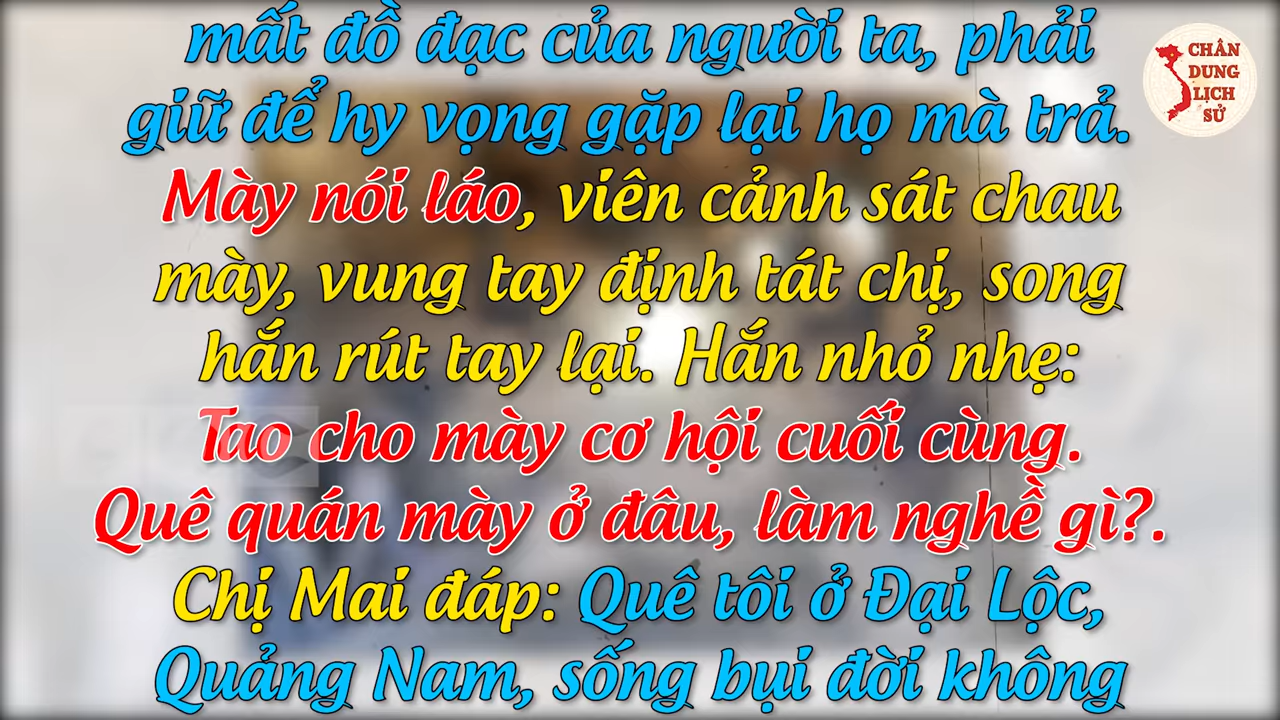 mất đồ đạc của người ta, phải
giữ để hy vọng gặp lại họ mà trả.
Mày nói láo, viên cảnh sát chau
mày, vung tay định tát chị, song
hắn rút tay lại. Hắn nhỏ nhẹ:
Tao cho mày cơ hội cuối cùng.
Quê quán mày ở đâu, làm nghề gì?.
Chị Mai đáp: Quê tôi ở Đại Lộc,
Quảng Nam, sống bụi đời không
CHÂN
DUNG
LỊCH
SỬ